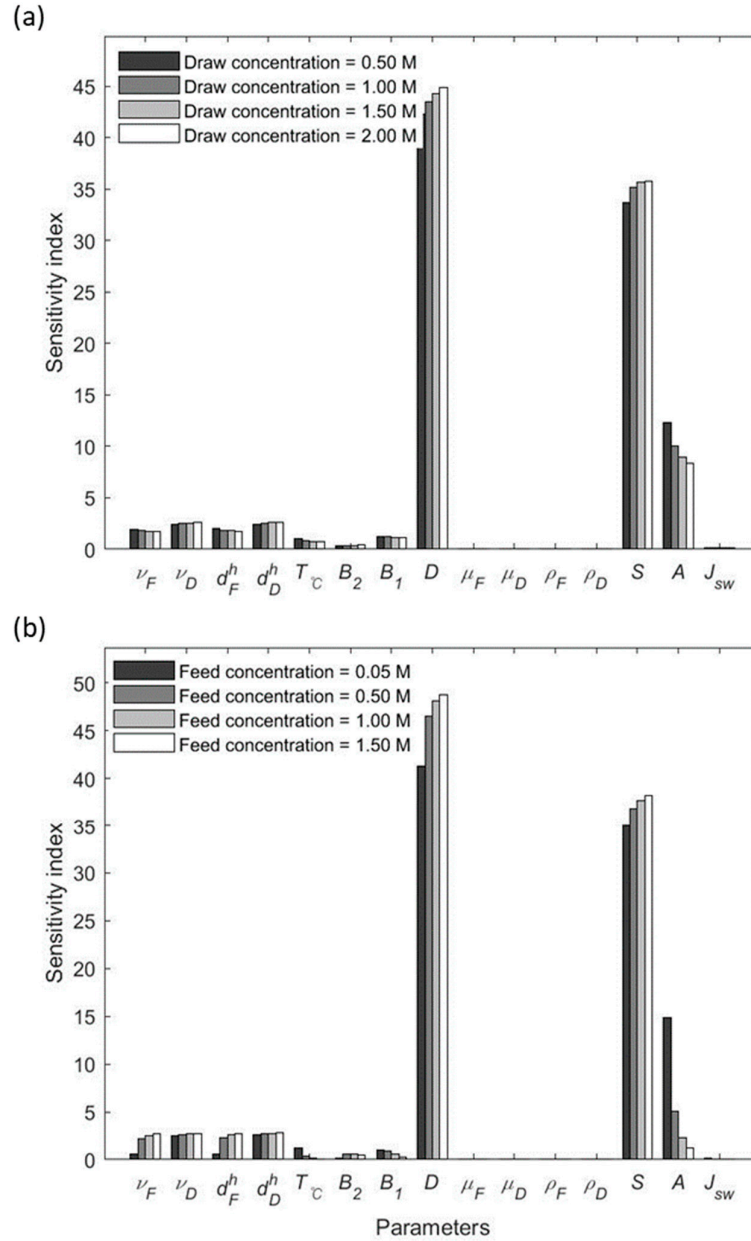 (a)
Draw concentration = 0.50 M
Draw concentration = 1.00 M
Draw concentration = 1.50 M
Draw concentration = 2.00 M
45
40
35
30
25
20
15
10
5
0
Sensitivity index
ν_F ν_D d_F^h d_D^h T_℃ B_2 B_1 D μ_F μ_D ρ_F ρ_D S A J_sw
(b)
Feed concentration = 0.05 M
Feed concentration = 0.50 M
Feed concentration = 1.00 M
Feed concentration = 1.50 M
50
45
40
35
30
25
20
15
10
5
0
Sensitivity index
ν_F ν_D d_F^h d_D^h T_℃ B_2 B_1 D μ_F μ_D ρ_F ρ_D S A J_sw
Parameters